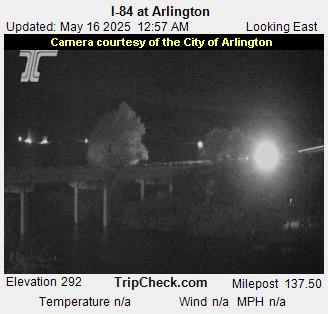 I-84 at Arlington
Updated: May 16 2025 12:57 AM Looking East
Camera courtesy of the City of Arlington
Elevation 292 TripCheck.com Milepost 137.50
Temperature n/a Wind n/a MPH n/a